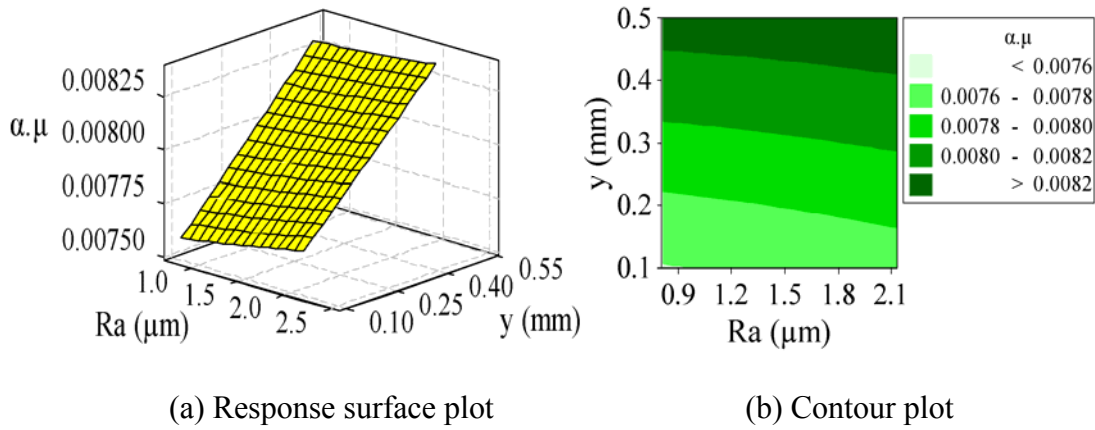 0.00825
0.00800
α.μ
0.00775
0.00750
1.0
1.5
2.0
2.5
Ra (μm)
0.10
0.25
0.40
0.55
y (mm)
0.5
0.4
0.3
0.2
0.1
y (mm)
0.9 1.2 1.5 1.8 2.1
Ra (μm)
α.μ
< 0.0076
0.0076 - 0.0078
0.0078 - 0.0080
0.0080 - 0.0082
> 0.0082
(a) Response surface plot
(b) Contour plot